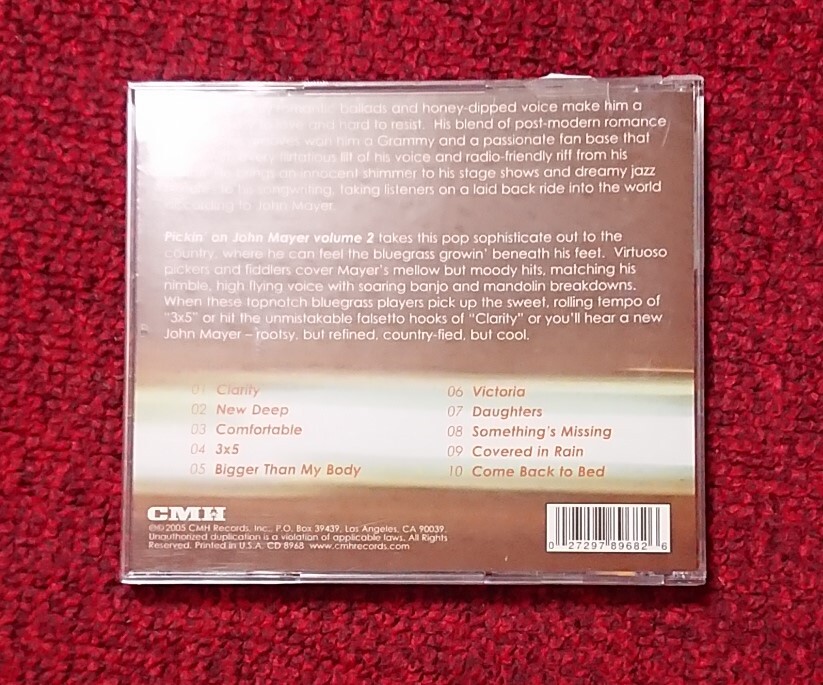 ballads and honey-dipped voice make him a
and hard to resist. His blend of post-modern romance
won him a Grammy and a passionate fan base that
flirtatious lilt of his voice and radio-friendly riff from his
an innocent shimmer to his stage shows and dreamy jazz
to his songwriting, taking listeners on a laid back ride into the world
according to John Mayer.
Pickin' on John Mayer volume 2 takes this pop sophisticate out to the
country, where he can feel the bluegrass growin' beneath his feet. Virtuoso
pickers and fiddlers cover Mayer's mellow but moody hits, matching his
nimble, high flying voice with soaring banjo and mandolin breakdowns.
When these topnotch bluegrass players pick up the sweet, rolling tempo of
"3x5" or hit the unmistakable falsetto hooks of "Clarity" or you'll hear a new
John Mayer – rootsy, but refined, country-fied, but cool.
01 Clarity
02 New Deep
03 Comfortable
04 3x5
05 Bigger Than My Body
06 Victoria
07 Daughters
08 Something's Missing
09 Covered in Rain
10 Come Back to Bed
CMH
℗© 2005 CMH Records, Inc., P.O. Box 39439, Los Angeles, CA 90039.
Unauthorized duplication is a violation of applicable laws. All Rights
Reserved. Printed in U.S.A. CD 8968 www.cmhrecords.com
0 27297 89682 6